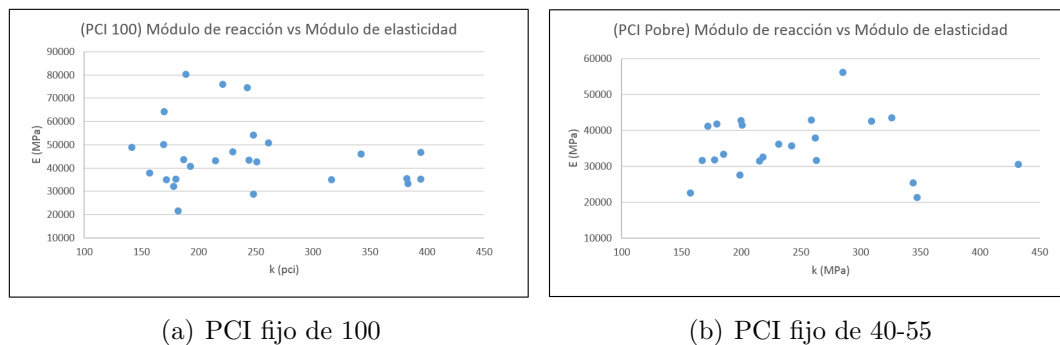 (PCI 100) Módulo de reacción vs Módulo de elasticidad
90000
80000
70000
60000
50000
40000
30000
20000
10000
E (MPa)
100 150 200 250 300 350 400 450
k (pci)
(a) PCI fijo de 100
(PCI Pobre) Módulo de reacción vs Módulo de elasticidad
60000
50000
40000
30000
20000
10000
E (MPa)
100 150 200 250 300 350 400 450
k (MPa)
(b) PCI fijo de 40-55